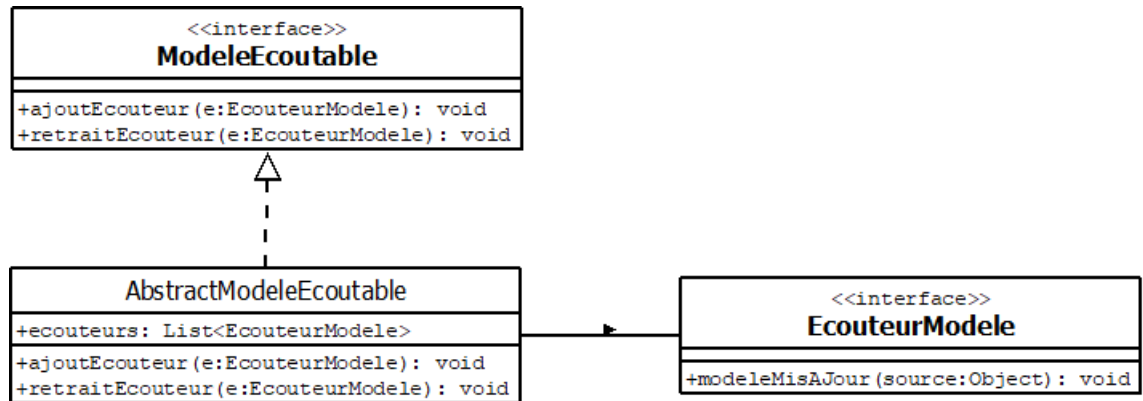 <<interface>>
ModeleEcoutable
+ajoutEcouteur(e:EcouteurModele): void
+retraitEcouteur(e:EcouteurModele): void
AbstractModeleEcoutable
+ecouteurs: List<EcouteurModele>
+ajoutEcouteur(e:EcouteurModele): void
+retraitEcouteur(e:EcouteurModele): void
<<interface>>
EcouteurModele
+modeleMisAJour(source:Object): void